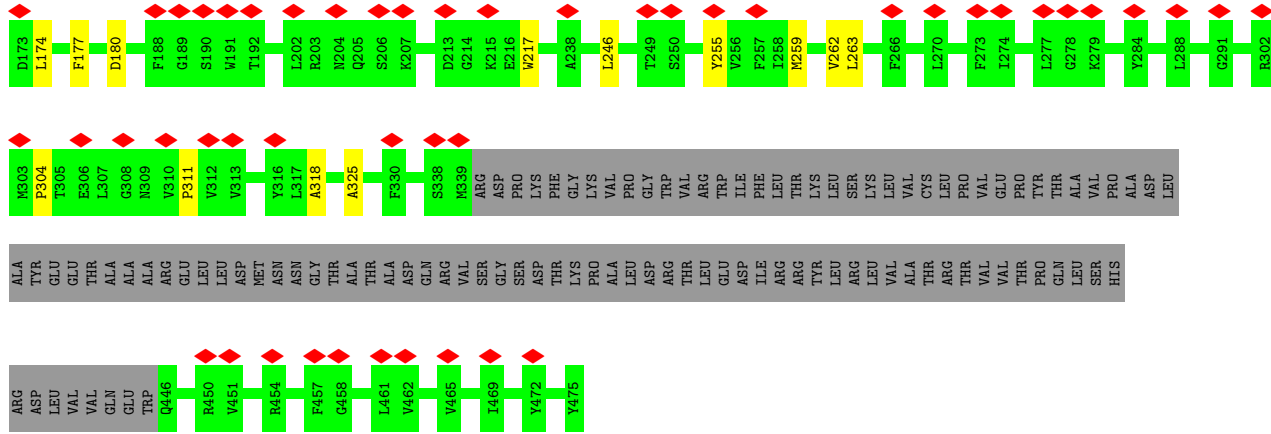 D173 L174 F177 D180 F188 G189 S190 W191 T192 L202 R203 N204 Q205 S206 K207 D213 G214 K215 E216 W217 A238 L246 T249 S250 Y255 V256 F257 I258 M259 V262 L263 F266 L270 F273 I274 L277 G278 K279 Y284 L288 G291 R302
M303 P304 T305 E306 L307 G308 N309 V310 P311 V312 V313 Y316 L317 A318 A325 F330 S338 M339 ARG ASP PRO LYS PHE GLY LYS VAL PRO GLY TRP VAL ARG TRP ILE PHE LEU THR LYS LEU SER LYS LEU VAL CYS LEU PRO VAL GLU PRO TYR THR ALA VAL PRO ALA ASP LEU
ALA TYR GLU GLU THR ALA ALA ALA ARG GLU LEU LEU ASP MET ASN ASN GLY THR ALA THR ALA ASP GLN ARG VAL SER GLY SER ASP THR LYS PRO ALA LEU ASP ARG THR LEU GLU ASP ILE ARG ARG TYR LEU ARG LEU VAL ALA THR ARG THR VAL VAL THR PRO GLN LEU SER HIS
ARG ASP LEU VAL VAL GLN GLU TRP Q446 R450 V451 R454 F457 G458 L461 V462 V465 I469 Y472 Y475